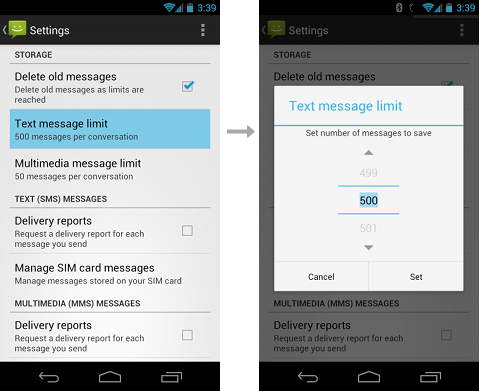 3:39
Settings
STORAGE
Delete old messages
Delete old messages as limits are
reached
Text message limit
500 messages per conversation
Multimedia message limit
50 messages per conversation
TEXT (SMS) MESSAGES
Delivery reports
Request a delivery report for each
message you send
Manage SIM card messages
Manage messages stored on your SIM card
MULTIMEDIA (MMS) MESSAGES
Delivery reports
Request a delivery report for each
message you send
3:39
Settings
STORAGE
Delete old messages
Text message limit
Set number of messages to save
499
500
501
Cancel
Set
MULTIMEDIA (MMS) MESSAGES
Delivery reports
Request a delivery report for each
message you send